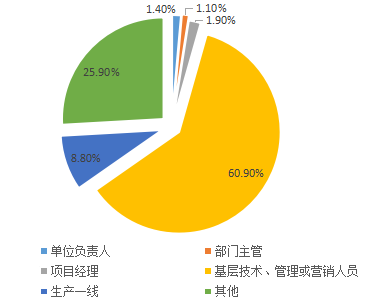 1.40%
1.10%
1.90%
25.90%
8.80%
60.90%
单位负责人
部门主管
项目经理
基层技术、管理或营销人员
生产一线
其他